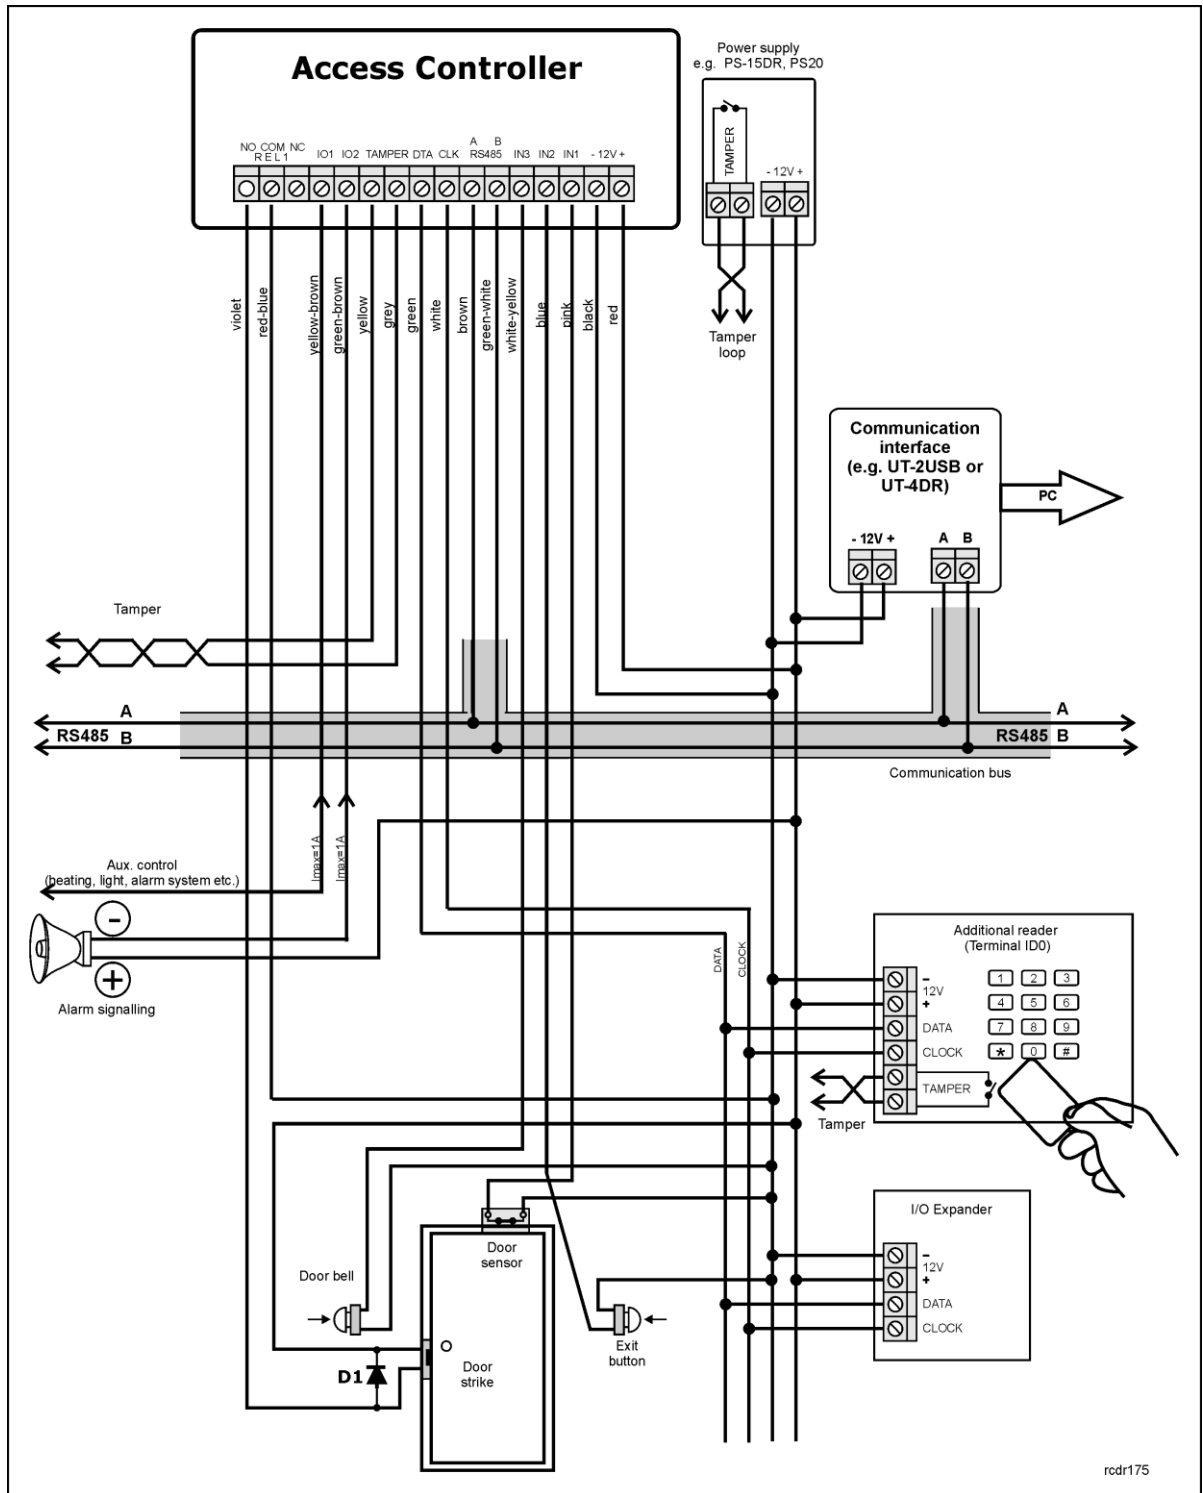 Access Controller
NO COM NC
REL1
IO1 IO2 TAMPER DTA CLK
A B
RS485
IN3 IN2 IN1 - 12V +
violet
red-blue
yellow-brown
green-brown
yellow
grey
green
white
brown
green-white
white-yellow
blue
pink
black
red
Power supply
e.g. PS-15DR, PS20
TAMPER
- 12V +
Tamper
loop
Communication
interface
(e.g. UT-2USB or
UT-4DR)
PC
- 12V +
A B
Tamper
A
RS485 B
A
RS485 B
Communication bus
Imax=1A
Imax=1A
Aux. control
(heating, light, alarm system etc.)
-
+
Alarm signalling
DATA
CLOCK
Additional reader
(Terminal ID0)
-
12V
+
DATA
CLOCK
TAMPER
1 2 3
4 5 6
7 8 9
* 0 #
Tamper
I/O Expander
-
12V
+
DATA
CLOCK
Door
sensor
Door bell
Exit
button
D1
Door
strike
rcdr175